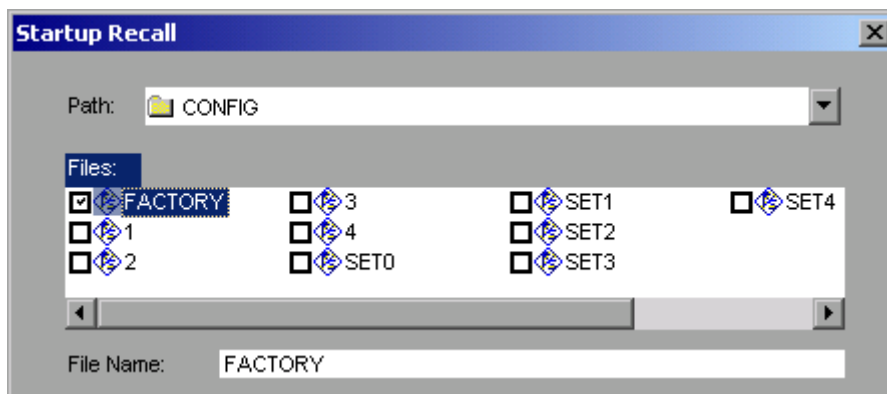 Startup Recall
Path: CONFIG
Files:
FACTORY 3 SET1 SET4
1 4 SET2
2 SET0 SET3
File Name: FACTORY